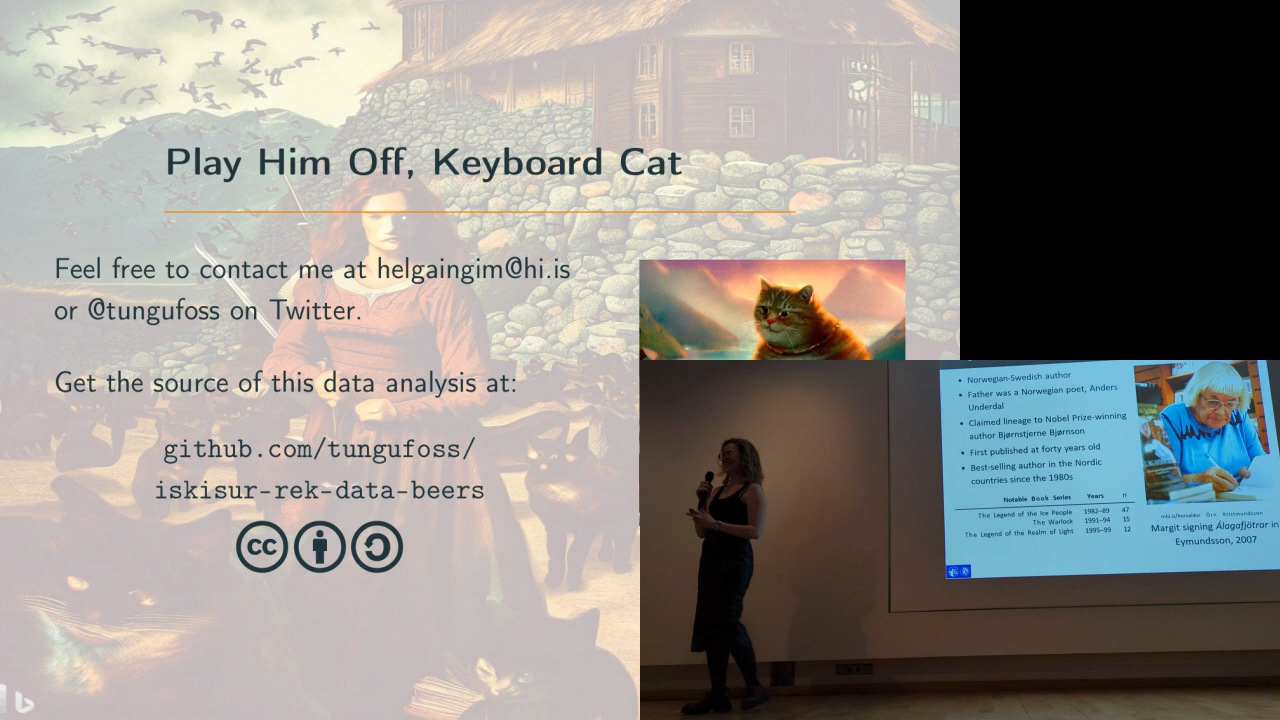 Play Him Off, Keyboard Cat
Feel free to contact me at helgaingim@hi.is
or @tungufoss on Twitter.
Get the source of this data analysis at:
github.com/tungufoss/
iskisur-rek-data-beers
cc
b
• Norwegian-Swedish author
• Father was a Norwegian poet, Anders
Underdal
• Claimed lineage to Nobel Prize-winning
author Bjørnstjerne Bjørnson
• First published at forty years old
• Best-selling author in the Nordic
countries since the 1980s
Notable Book Series Years n
The Legend of the Ice People 1982–89 47
The Warlock 1991–94 15
The Legend of the Realm of Light 1995–99 12
Margit signing Álagafjötrar in
Eymundsson, 2007